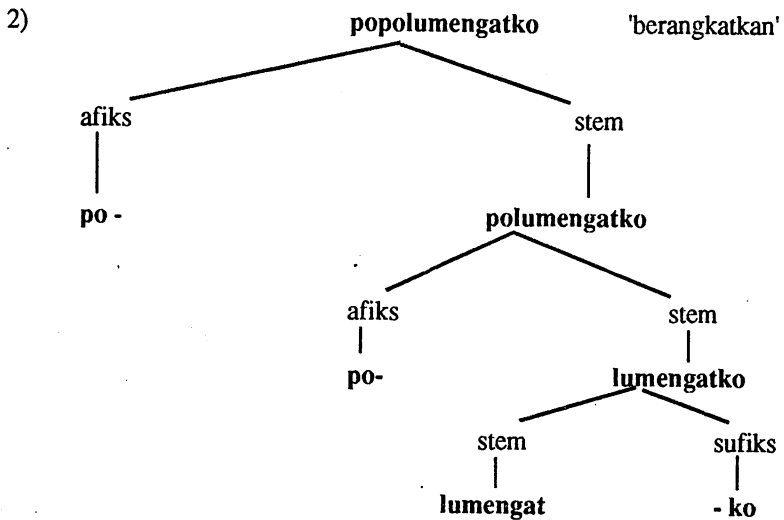 2) popolumengatko 'berangkatkan'
afiks stem
po - polumengatko
afiks stem
po- lumengatko
stem sufiks
lumengat - ko